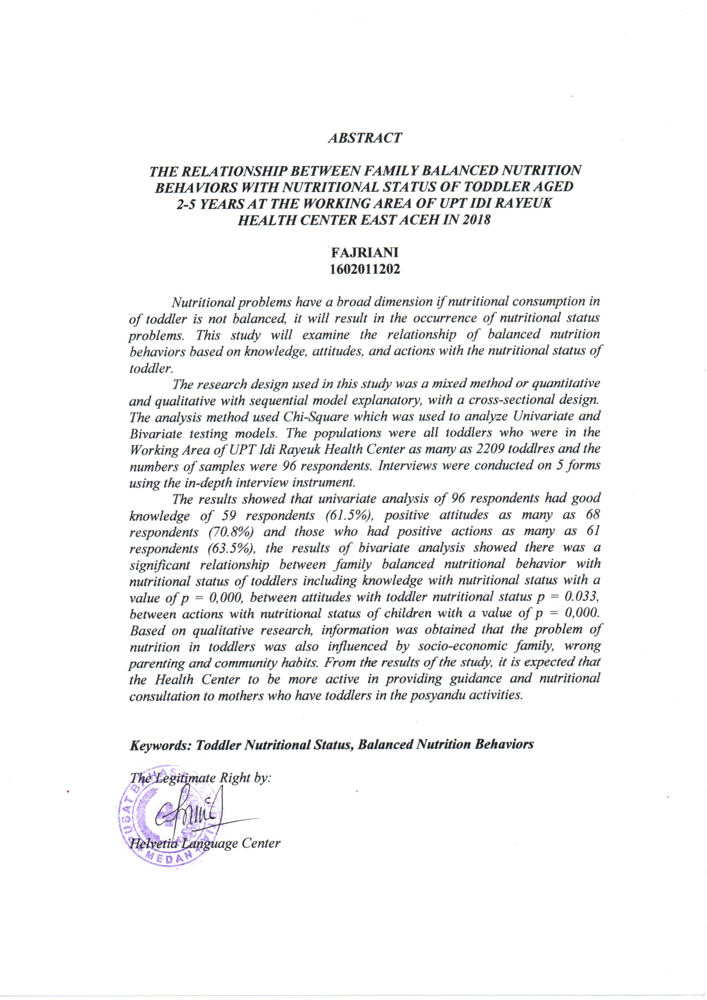 ABSTRACT
THE RELATIONSHIP BETWEEN FAMILY BALANCED NUTRITION
BEHAVIORS WITH NUTRITIONAL STATUS OF TODDLER AGED
2-5 YEARS AT THE WORKING AREA OF UPT IDI RAYEUK
HEALTH CENTER EAST ACEH IN 2018
FAJRIANI
1602011202
Nutritional problems have a broad dimension if nutritional consumption in
of toddler is not balanced, it will result in the occurrence of nutritional status
problems. This study will examine the relationship of balanced nutrition
behaviors based on knowledge, attitudes, and actions with the nutritional status of
toddler.
The research design used in this study was a mixed method or quantitative
and qualitative with sequential model explanatory, with a cross-sectional design.
The analysis method used Chi-Square which was used to analyze Univariate and
Bivariate testing models. The populations were all toddlers who were in the
Working Area of UPT Idi Rayeuk Health Center as many as 2209 toddlres and the
numbers of samples were 96 respondents. Interviews were conducted on 5 forms
using the in-depth interview instrument.
The results showed that univariate analysis of 96 respondents had good
knowledge of 59 respondents (61.5%), positive attitudes as many as 68
respondents (70.8%) and those who had positive actions as many as 61
respondents (63.5%), the results of bivariate analysis showed there was a
significant relationship between family balanced nutritional behavior with
nutritional status of toddlers including knowledge with nutritional status with a
value of p = 0,000, between attitudes with toddler nutritional status p = 0.033,
between actions with nutritional status of children with a value of p = 0,000.
Based on qualitative research, information was obtained that the problem of
nutrition in toddlers was also influenced by socio-economic family, wrong
parenting and community habits. From the results of the study, it is expected that
the Health Center to be more active in providing guidance and nutritional
consultation to mothers who have toddlers in the posyandu activities.
Keywords: Toddler Nutritional Status, Balanced Nutrition Behaviors
The Legitimate Right by:
Helvetia Language Center
MEDAN